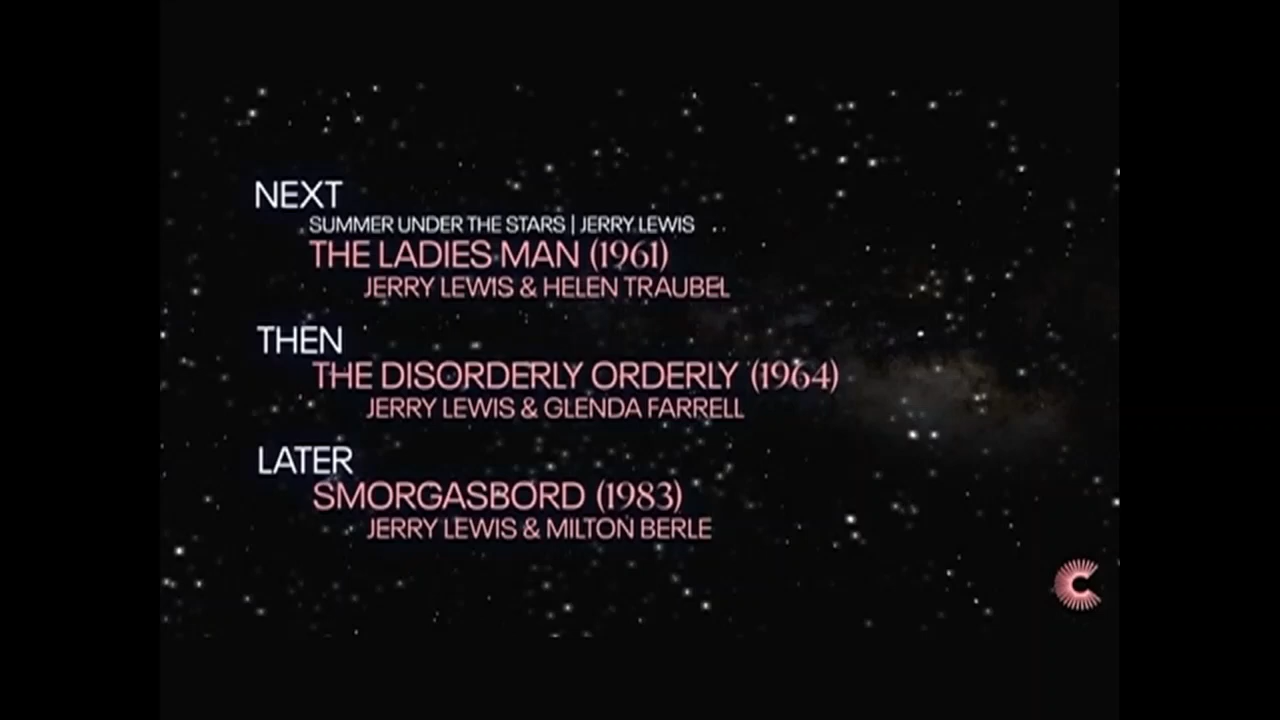 NEXT
SUMMER UNDER THE STARS | JERRY LEWIS
THE LADIES MAN (1961)
JERRY LEWIS & HELEN TRAUBEL
THEN
THE DISORDERLY ORDERLY (1964)
JERRY LEWIS & GLENDA FARRELL
LATER
SMORGASBORD (1983)
JERRY LEWIS & MILTON BERLE
C